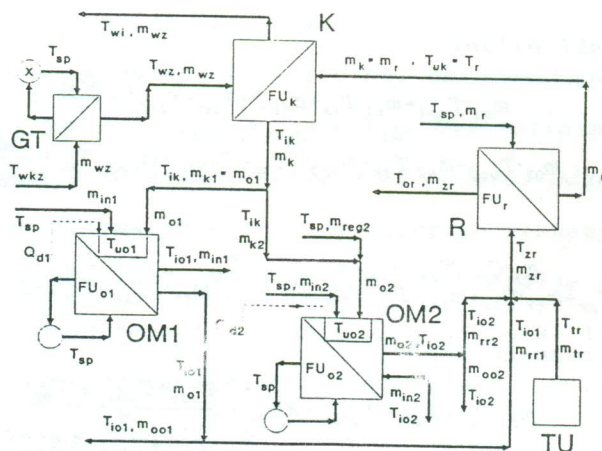 K
T_wi, m_wz
T_sp
X
T_wz, m_wz
FU_k
m_k = m_r , T_uk = T_r
GT
T_sp, m_r
T_wkz
m_wz
T_ik
m_k
T_ik, m_k1 = m_o1
T_or, m_zr
FU_r
R
m_in1
T_sp
Q_d1
m_o1
T_uo1
T_io1, m_in1
FU_o1
OM1
T_sp
T_ik
m_k2
T_sp, m_reg2
m_o2
T_sp, m_in2
T_uo2
OM2
FU_o2
T_sp
m_o2, T_io2
m_in2
T_io2
T_zr
m_zr
T_io2
m_rr2
m_oo2
T_io2
T_io1
m_rr1
T_tr
m_tr
TU
T_io1
m_o1
T_io1, m_oo1